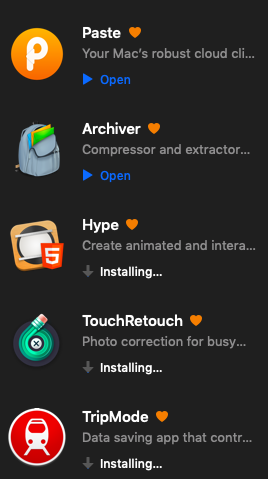 Paste
Your Mac's robust cloud cli...
Open
Archiver
Compressor and extractor...
Open
Hype
Create animated and intera...
5
Installing...
TouchRetouch
Photo correction for busy...
Installing...
TripMode
Data saving app that contr...
Installing...